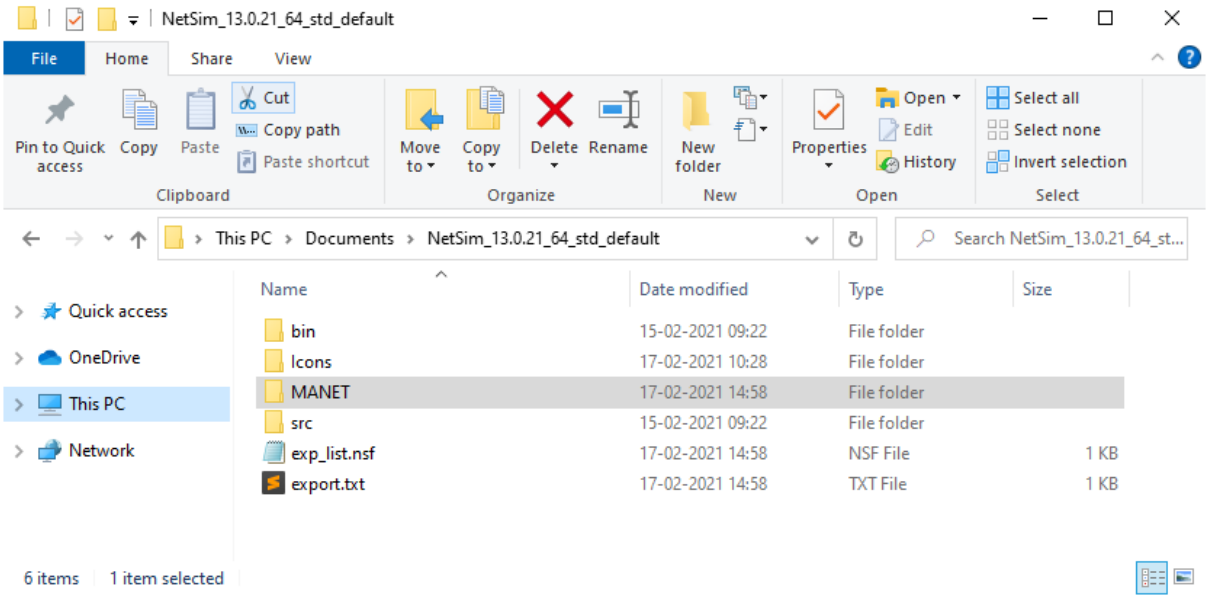 NetSim_13.0.21_64_std_default
File Home Share View
Pin to Quick access
Copy
Paste
Cut
Copy path
Paste shortcut
Clipboard
Move to
Copy to
Delete
Rename
Organize
New folder
New
Properties
Open
Edit
History
Open
Select all
Select none
Invert selection
Select
This PC > Documents > NetSim_13.0.21_64_std_default
Search NetSim_13.0.21_64_st...
Quick access
OneDrive
This PC
Network
Name Date modified Type Size
bin 15-02-2021 09:22 File folder
Icons 17-02-2021 10:28 File folder
MANET 17-02-2021 14:58 File folder
src 15-02-2021 09:22 File folder
exp_list.nsf 17-02-2021 14:58 NSF File 1 KB
export.txt 17-02-2021 14:58 TXT File 1 KB
6 items 1 item selected